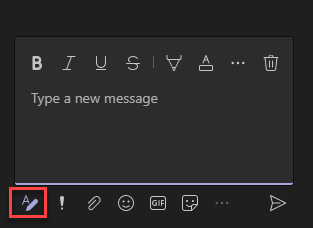 B I U S A
Type a new message
A ! GIF